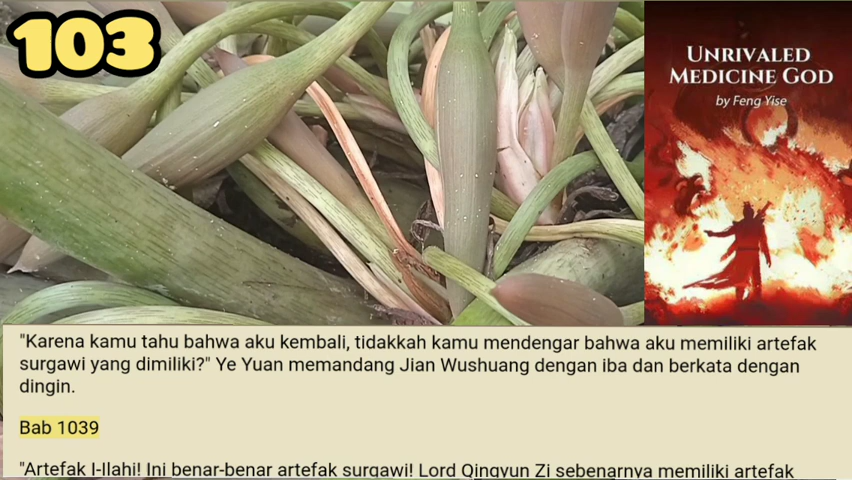 103
UNRIVALED
MEDICINE GOD
by Feng Yise
"Karena kamu tahu bahwa aku kembali, tidakkah kamu mendengar bahwa aku memiliki artefak
surgawi yang dimiliki?" Ye Yuan memandang Jian Wushuang dengan iba dan berkata dengan
dingin.
Bab 1039
"Artefak I-Ilahi! Ini benar-benar artefak surgawi! Lord Qingyun Zi sebenarnya memiliki artefak